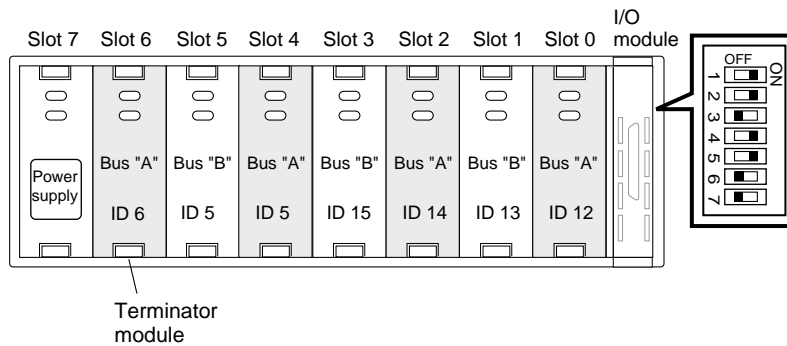 I/O
module
Slot 7 Slot 6 Slot 5 Slot 4 Slot 3 Slot 2 Slot 1 Slot 0
OFF
ON
1
2
3
4
5
6
7
Power
supply
Bus "A" Bus "B" Bus "A" Bus "B" Bus "A" Bus "B" Bus "A"
ID 6 ID 5 ID 5 ID 15 ID 14 ID 13 ID 12
Terminator
module